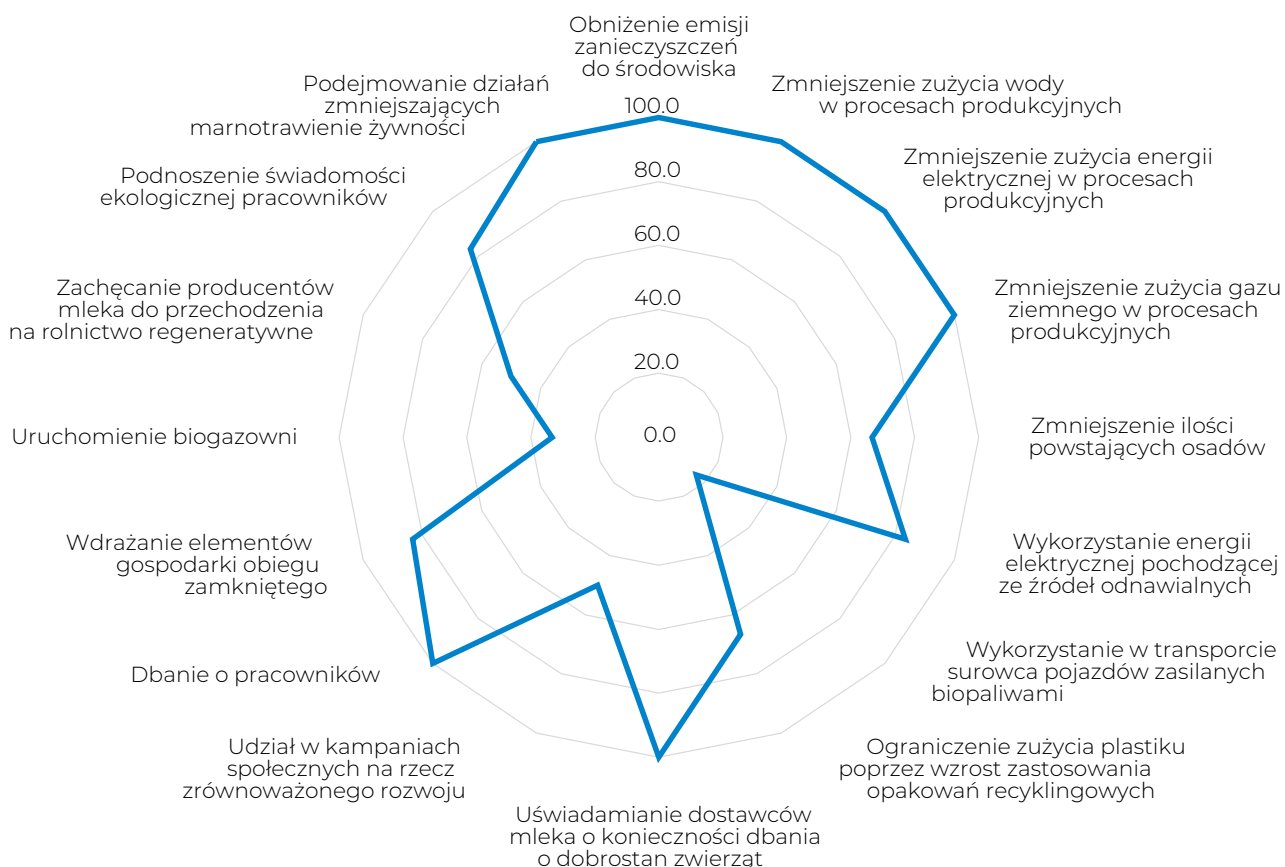 Obniżenie emisji
zanieczyszczeń
do środowiska
Zmniejszenie zużycia wody
w procesach produkcyjnych
Zmniejszenie zużycia energii
elektrycznej w procesach
produkcyjnych
Zmniejszenie zużycia gazu
ziemnego w procesach
produkcyjnych
Zmniejszenie ilości
powstających osadów
Wykorzystanie energii
elektrycznej pochodzącej
ze źródeł odnawialnych
Wykorzystanie w transporcie
surowca pojazdów zasilanych
biopaliwami
Ograniczenie zużycia plastiku
poprzez wzrost zastosowania
opakowań recyklingowych
Uświadamianie dostawców
mleka o konieczności dbania
o dobrostan zwierząt
Udział w kampaniach
społecznych na rzecz
zrównoważonego rozwoju
Dbanie o pracowników
Wdrażanie elementów
gospodarki obiegu
zamkniętego
Uruchomienie biogazowni
Zachęcanie producentów
mleka do przechodzenia
na rolnictwo regeneratywne
Podnoszenie świadomości
ekologicznej pracowników
Podejmowanie działań
zmniejszających
marnotrawienie żywności
100.0
80.0
60.0
40.0
20.0
0.0